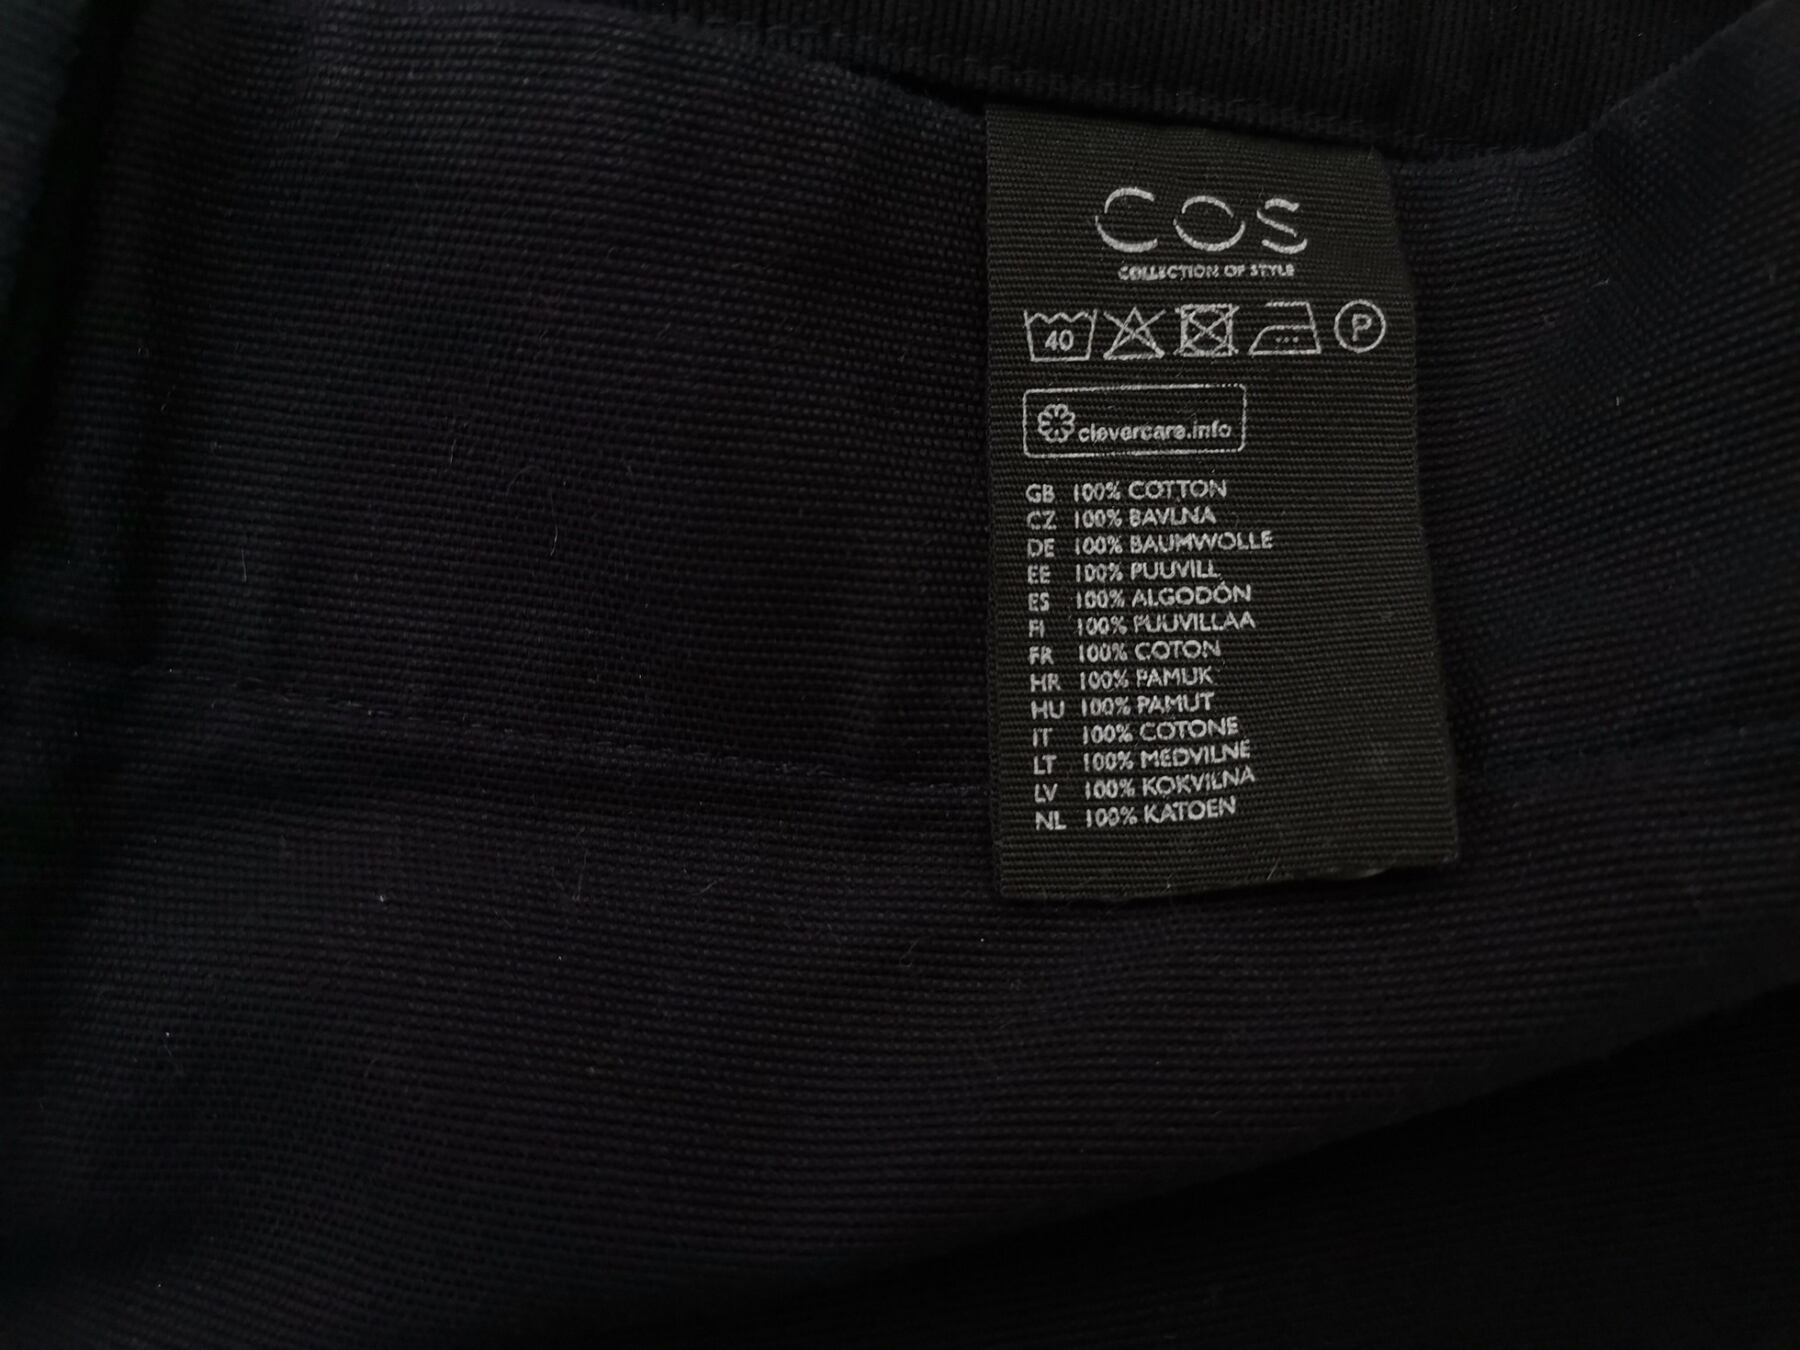 COS
COLLECTION OF STYLE
40 P
clevercare.info
GB 100% COTTON
CZ 100% BAVLNA
DE 100% BAUMWOLLE
EE 100% PUUVILL
ES 100% ALGODÓN
FI 100% PUUVILLAA
FR 100% COTON
HR 100% PAMUK
HU 100% PAMUT
IT 100% COTONE
LT 100% MEDVILNĖ
LV 100% KOKVILNA
NL 100% KATOEN